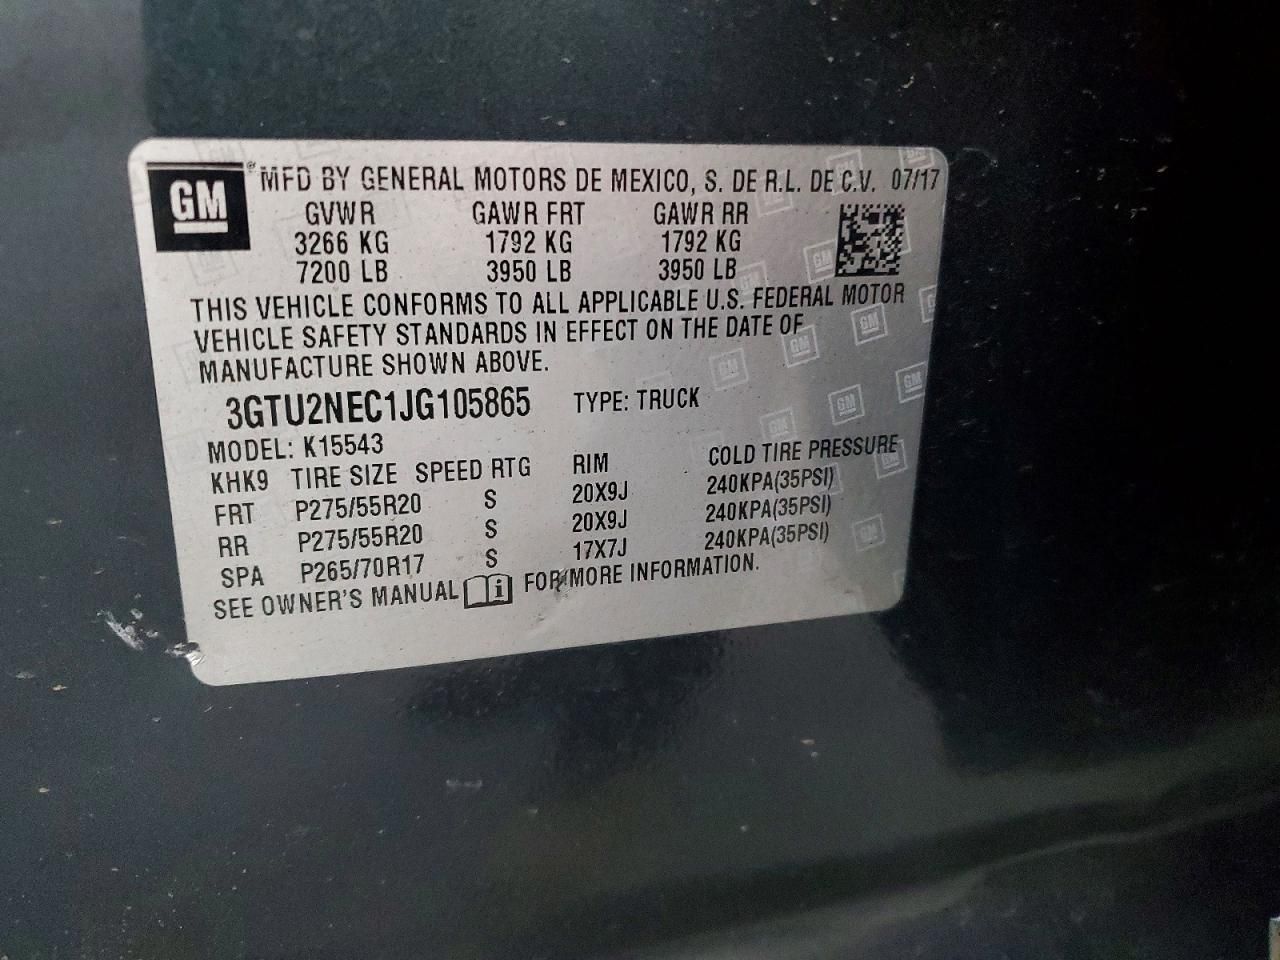 GM ® MFD BY GENERAL MOTORS DE MEXICO, S. DE R.L. DE C.V. 07/17
GVWR GAWR FRT GAWR RR
3266 KG 1792 KG 1792 KG
7200 LB 3950 LB 3950 LB
THIS VEHICLE CONFORMS TO ALL APPLICABLE U.S. FEDERAL MOTOR
VEHICLE SAFETY STANDARDS IN EFFECT ON THE DATE OF
MANUFACTURE SHOWN ABOVE.
3GTU2NEC1JG105865 TYPE: TRUCK
MODEL: K15543
KHK9 TIRE SIZE SPEED RTG RIM COLD TIRE PRESSURE
FRT P275/55R20 S 20X9J 240KPA(35PSI)
RR P275/55R20 S 20X9J 240KPA(35PSI)
SPA P265/70R17 S 17X7J 240KPA(35PSI)
SEE OWNER'S MANUAL i FOR MORE INFORMATION.